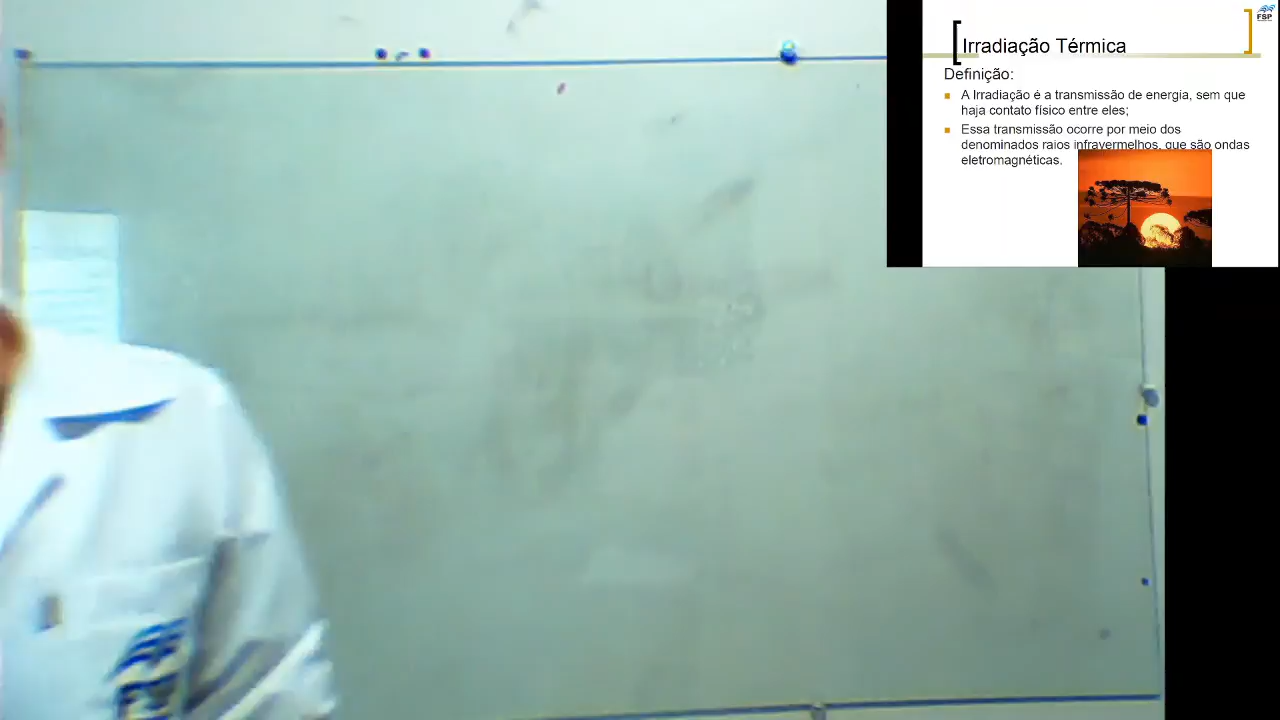 FSP
Irradiação Térmica
Definição:
A Irradiação é a transmissão de energia, sem que
haja contato físico entre eles;
Essa transmissão ocorre por meio dos
denominados raios infravermelhos, que são ondas
eletromagnéticas.